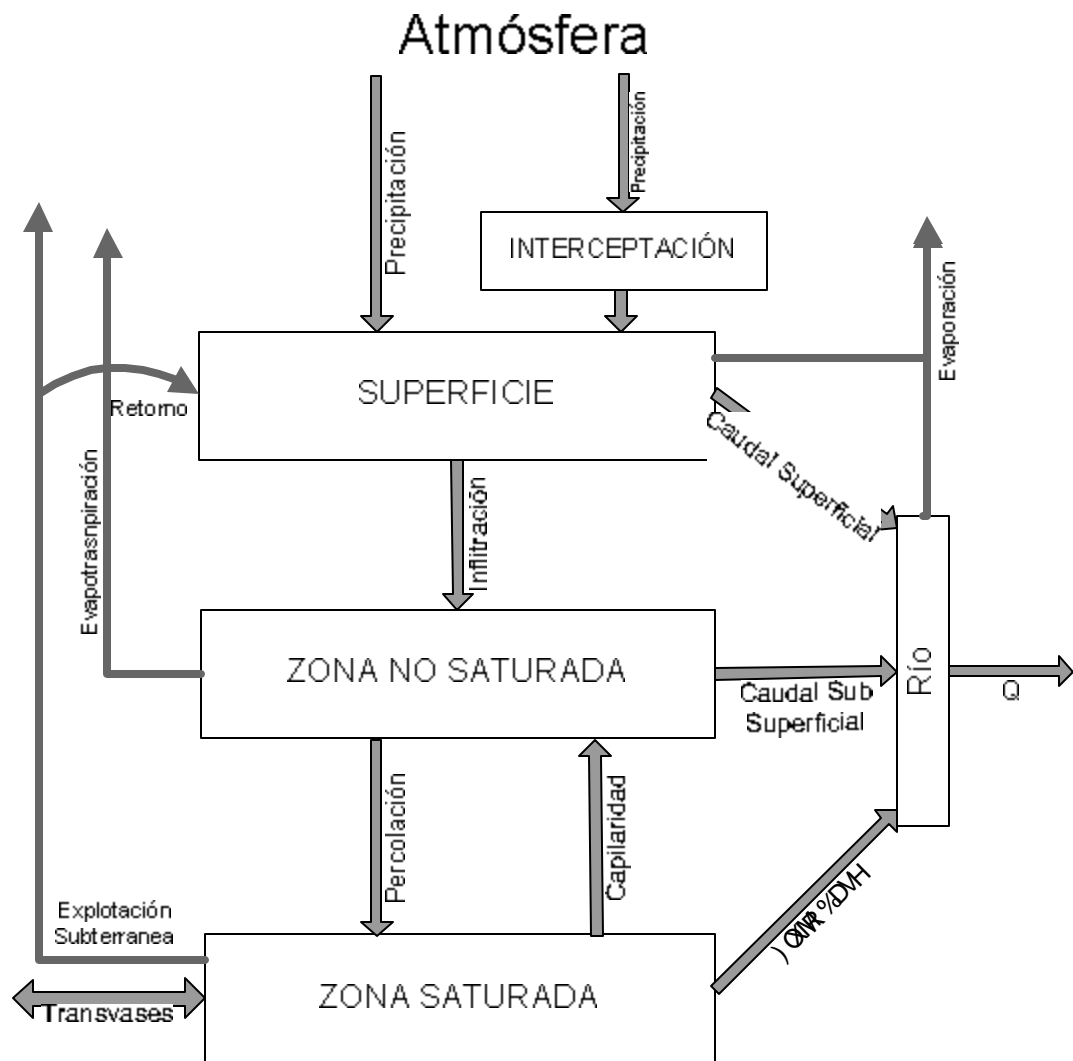 Atmósfera
Precipitación
Precipitación
INTERCEPTACIÓN
SUPERFICIE
Retorno
Evaporación
Caudal Superficial
Evapotrasnpiración
Infiltración
ZONA NO SATURADA
Río
Caudal Sub
Superficial
Q
Percolación
Capilaridad
Explotación
Subterranea
ZONA SATURADA
Transvases